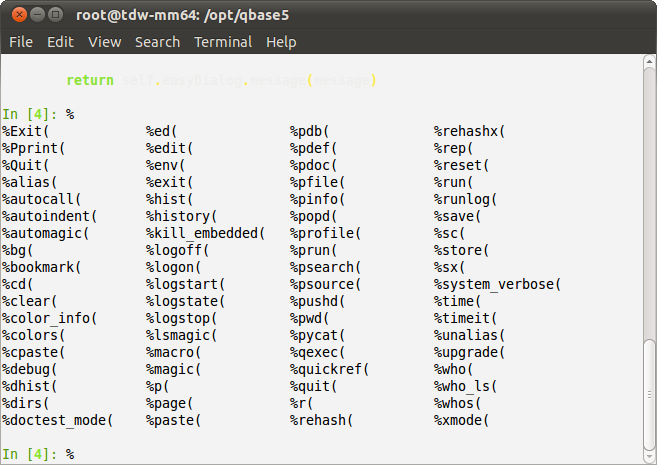 root@tdw-mm64: /opt/qbase5
File Edit View Search Terminal Help
return self.easyDialog.message(message)
In [4]: %
%Exit( %ed( %pdb( %rehashx(
%Pprint( %edit( %pdef( %rep(
%Quit( %env( %pdoc( %reset(
%alias( %exit( %pfile( %run(
%autocall( %hist( %pinfo( %runlog(
%autoindent( %history( %popd( %save(
%automagic( %kill_embedded( %profile( %sc(
%bg( %logoff( %prun( %store(
%bookmark( %logon( %psearch( %sx(
%cd( %logstart( %psource( %system_verbose(
%clear( %logstate( %pushd( %time(
%color_info( %logstop( %pwd( %timeit(
%colors( %lsmagic( %pycat( %unalias(
%cpaste( %macro( %qexec( %upgrade(
%debug( %magic( %quickref( %who(
%dhist( %p( %quit( %who_ls(
%dirs( %page( %r( %whos(
%doctest_mode( %paste( %rehash( %xmode(
In [4]: %